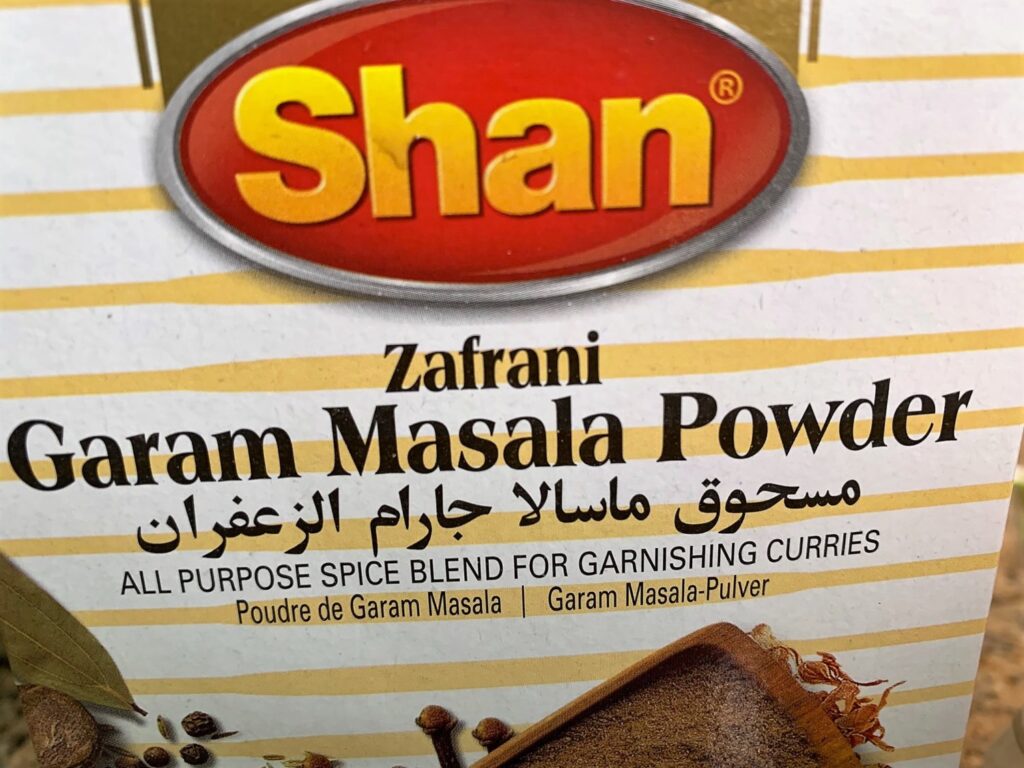 Shan®
Zafrani
Garam Masala Powder
مسحوق ماسالا جارام الزعفران
ALL PURPOSE SPICE BLEND FOR GARNISHING CURRIES
Poudre de Garam Masala | Garam Masala-Pulver